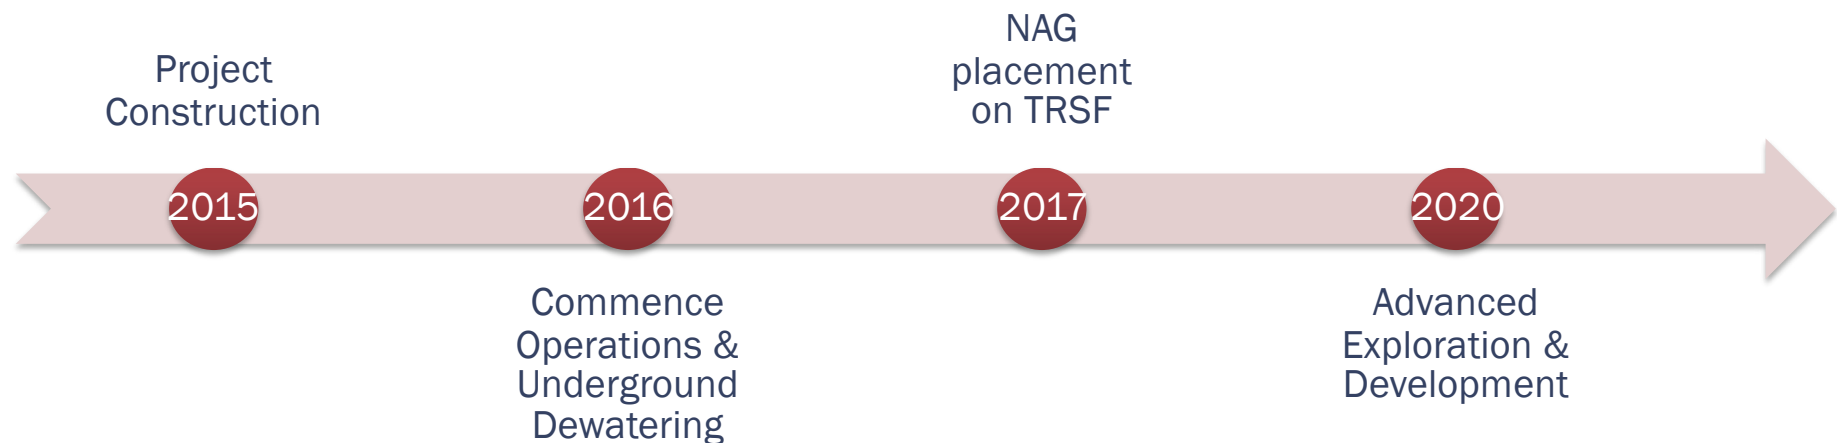 Project
Construction
2015
Commence
Operations &
Underground
Dewatering
2016
NAG
placement
on TRSF
2017
Advanced
Exploration &
Development
2020